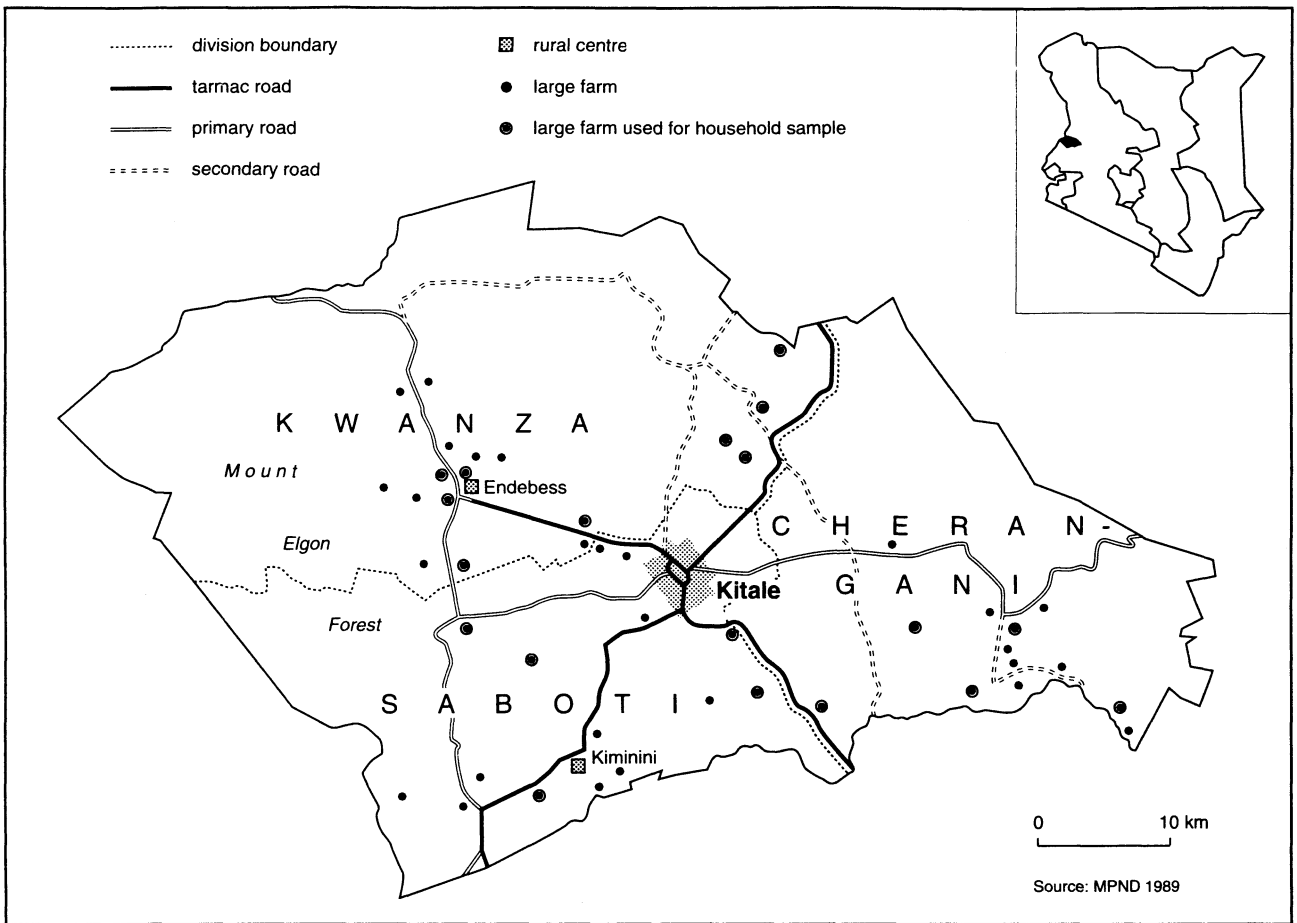 division boundary
tarmac road
primary road
secondary road
rural centre
large farm
large farm used for household sample
K W A N Z A
Mount
Endebess
Elgon
C H E R A N -
G A N I
Kitale
Forest
S A B O T I
Kiminini
0 10 km
Source: MPND 1989